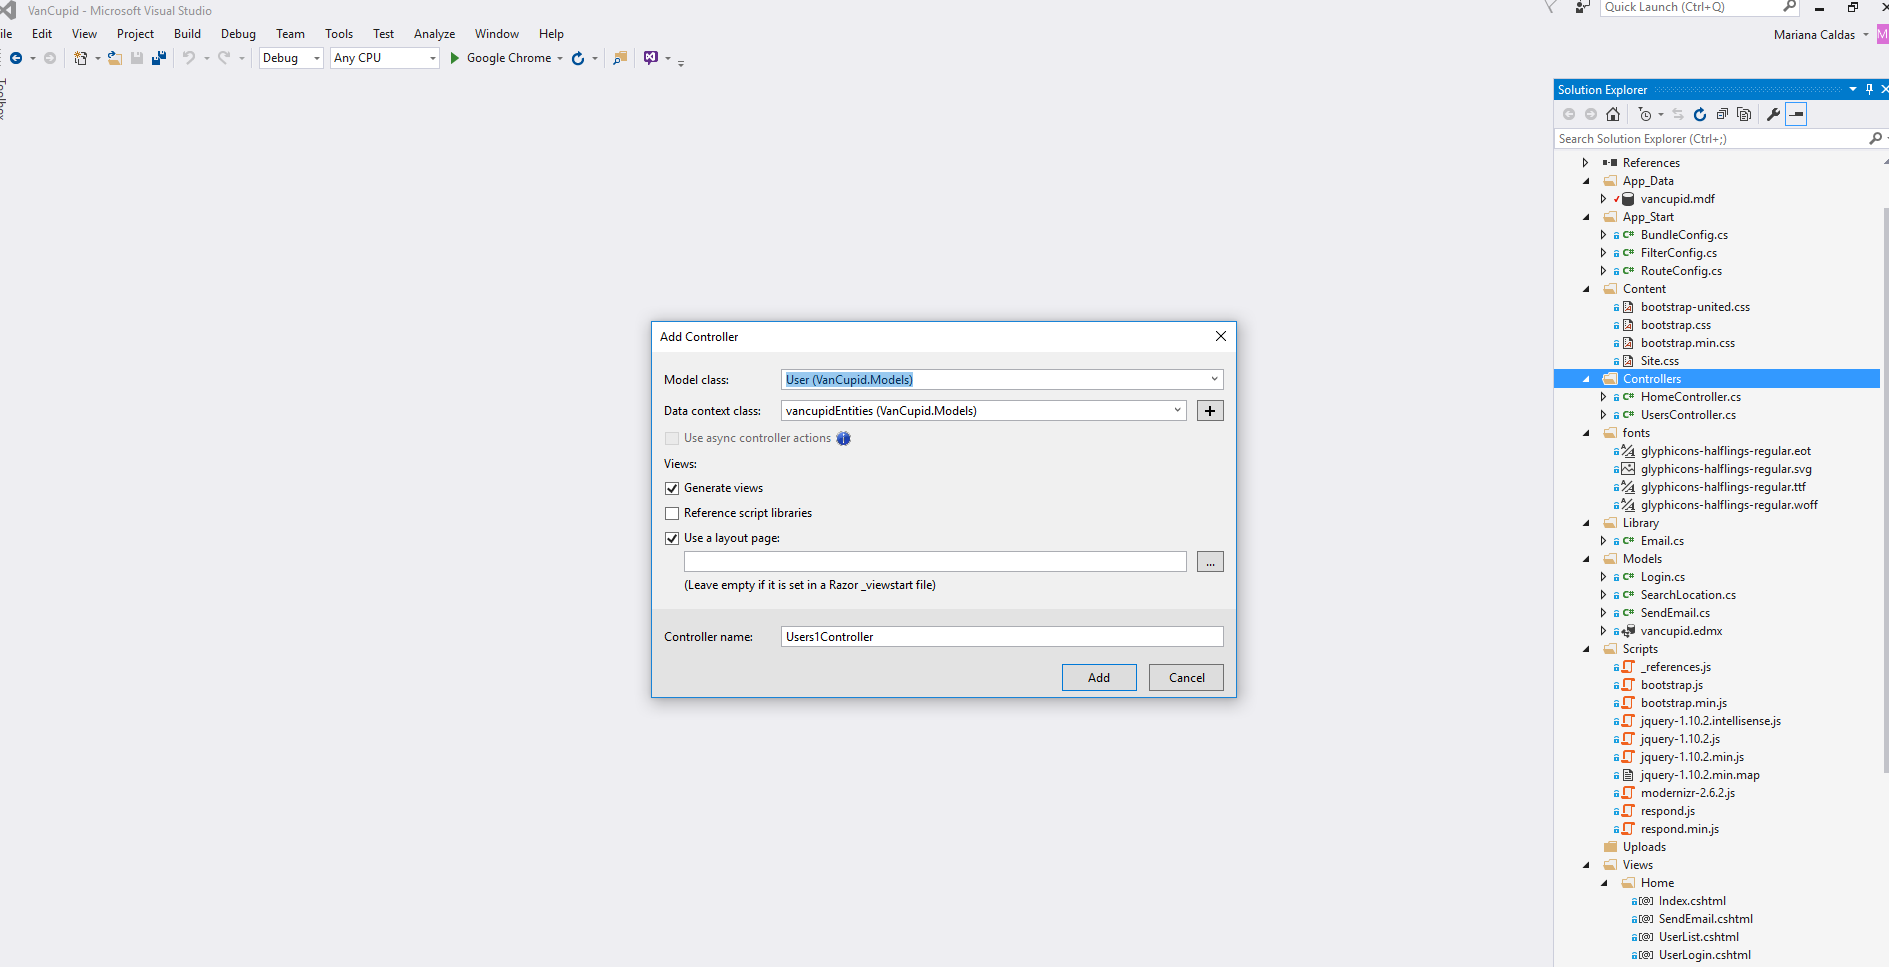 VanCupid - Microsoft Visual Studio
Quick Launch (Ctrl+Q)
ile Edit View Project Build Debug Team Tools Test Analyze Window Help
Mariana Caldas M
Debug Any CPU Google Chrome
Toolbox
Solution Explorer
Search Solution Explorer (Ctrl+;)
References
App_Data
vancupid.mdf
App_Start
C# BundleConfig.cs
C# FilterConfig.cs
C# RouteConfig.cs
Content
bootstrap-united.css
bootstrap.css
bootstrap.min.css
Site.css
Controllers
C# HomeController.cs
C# UsersController.cs
fonts
glyphicons-halflings-regular.eot
glyphicons-halflings-regular.svg
glyphicons-halflings-regular.ttf
glyphicons-halflings-regular.woff
Library
C# Email.cs
Models
C# Login.cs
C# SearchLocation.cs
C# SendEmail.cs
vancupid.edmx
Scripts
_references.js
bootstrap.js
bootstrap.min.js
jquery-1.10.2.intellisense.js
jquery-1.10.2.js
jquery-1.10.2.min.js
jquery-1.10.2.min.map
modernizr-2.6.2.js
respond.js
respond.min.js
Uploads
Views
Home
[@] Index.cshtml
[@] SendEmail.cshtml
[@] UserList.cshtml
[@] UserLogin.cshtml
Add Controller
Model class: User (VanCupid.Models)
Data context class: vancupidEntities (VanCupid.Models) +
Use async controller actions i
Views:
Generate views
Reference script libraries
Use a layout page:
...
(Leave empty if it is set in a Razor _viewstart file)
Controller name: Users1Controller
Add Cancel